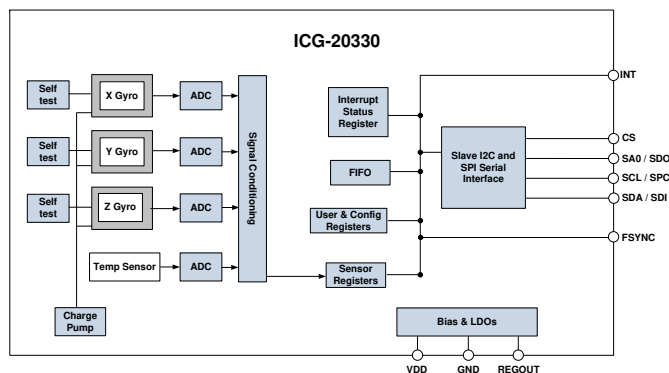 ICG-20330
Self
test
X Gyro
ADC
Self
test
Y Gyro
ADC
Self
test
Z Gyro
ADC
Temp Sensor
ADC
Charge
Pump
Signal Conditioning
Interrupt
Status
Register
FIFO
User & Config
Registers
Sensor
Registers
Slave I2C and
SPI Serial
Interface
Bias & LDOs
INT
CS
SA0 / SDO
SCL / SPC
SDA / SDI
FSYNC
VDD
GND
REGOUT